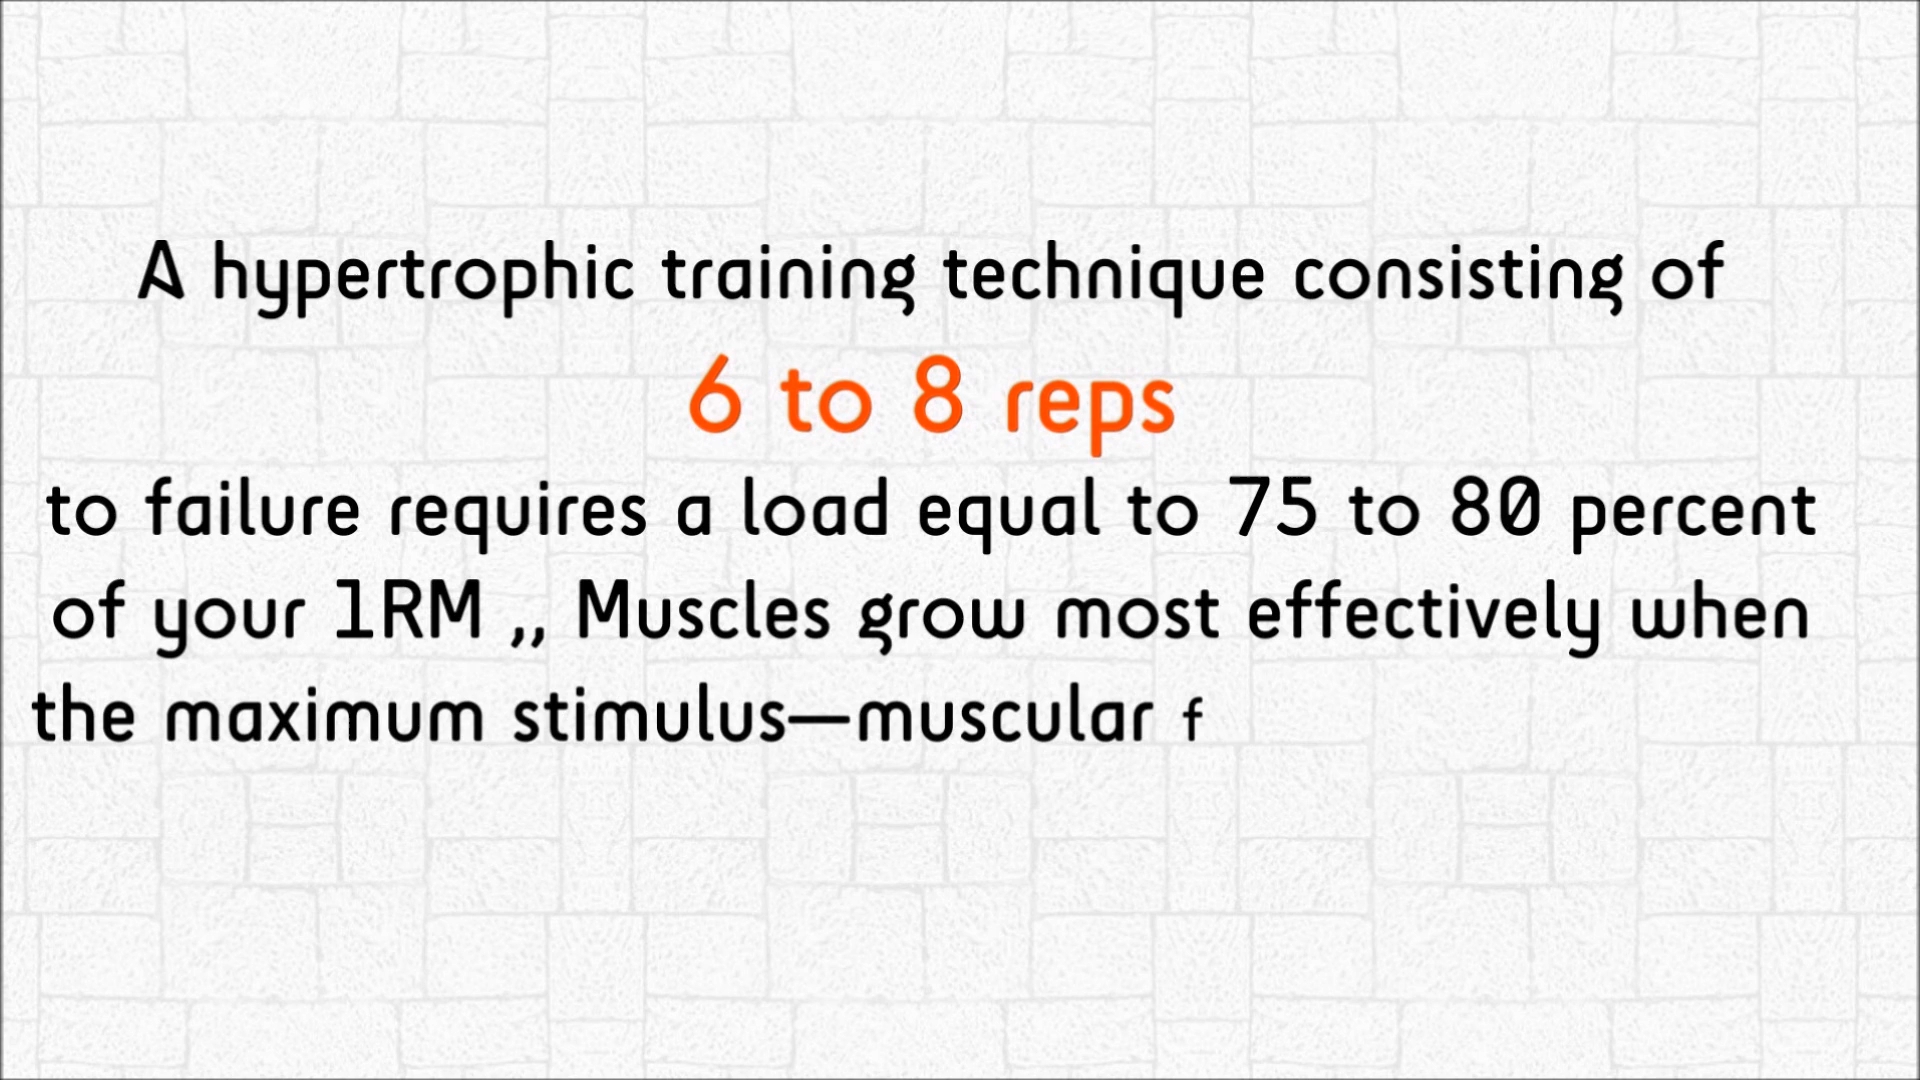 A hypertrophic training technique consisting of
6 to 8 reps
to failure requires a load equal to 75 to 80 percent
of your 1RM ,, Muscles grow most effectively when
the maximum stimulus—muscular f